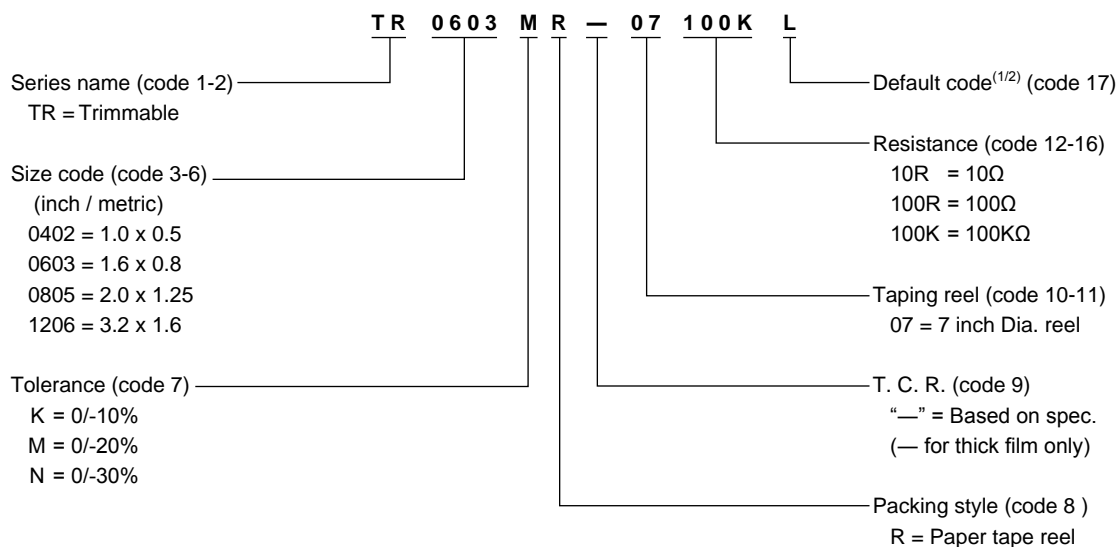 TR 0603 M R — 07 100K L
Series name (code 1-2)
TR = Trimmable
Size code (code 3-6)
(inch / metric)
0402 = 1.0 x 0.5
0603 = 1.6 x 0.8
0805 = 2.0 x 1.25
1206 = 3.2 x 1.6
Tolerance (code 7)
K = 0/-10%
M = 0/-20%
N = 0/-30%
Default code(1/2) (code 17)
Resistance (code 12-16)
10R = 10Ω
100R = 100Ω
100K = 100KΩ
Taping reel (code 10-11)
07 = 7 inch Dia. reel
T. C. R. (code 9)
“—” = Based on spec.
(— for thick film only)
Packing style (code 8 )
R = Paper tape reel